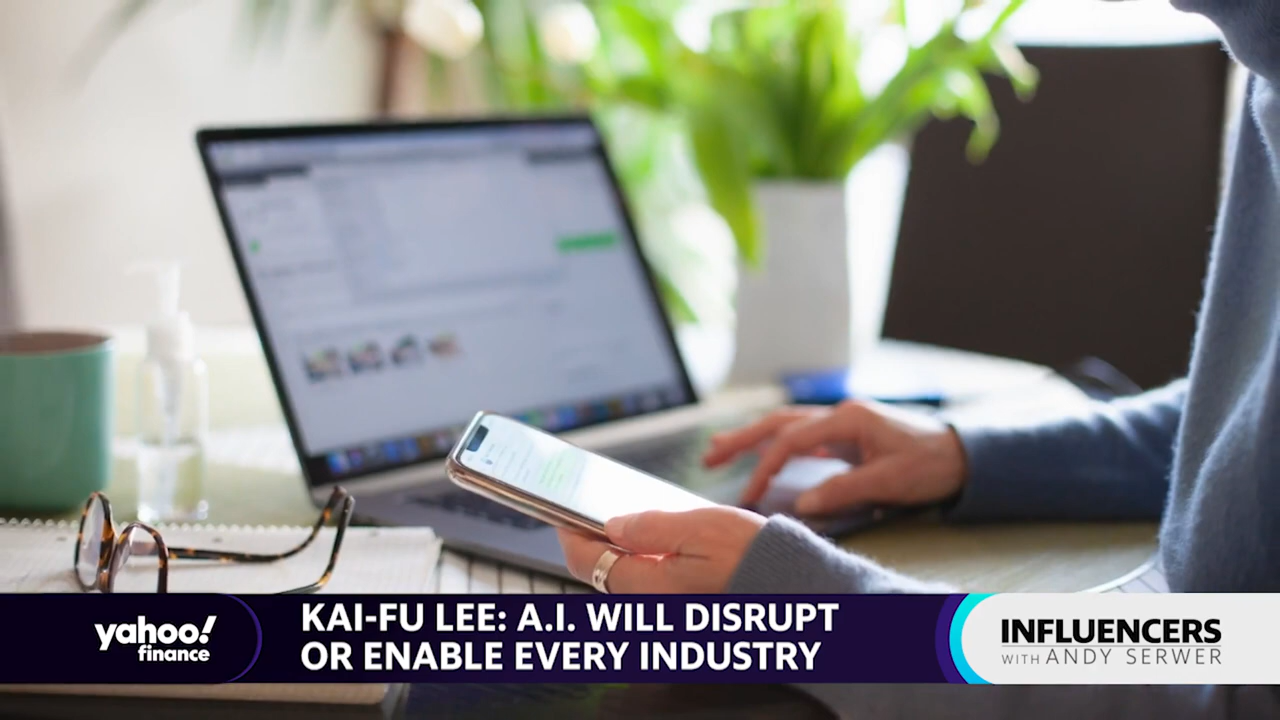 yahoo!
finance
KAI-FU LEE: A.I. WILL DISRUPT
OR ENABLE EVERY INDUSTRY
INFLUENCERS
WITH ANDY SERWER